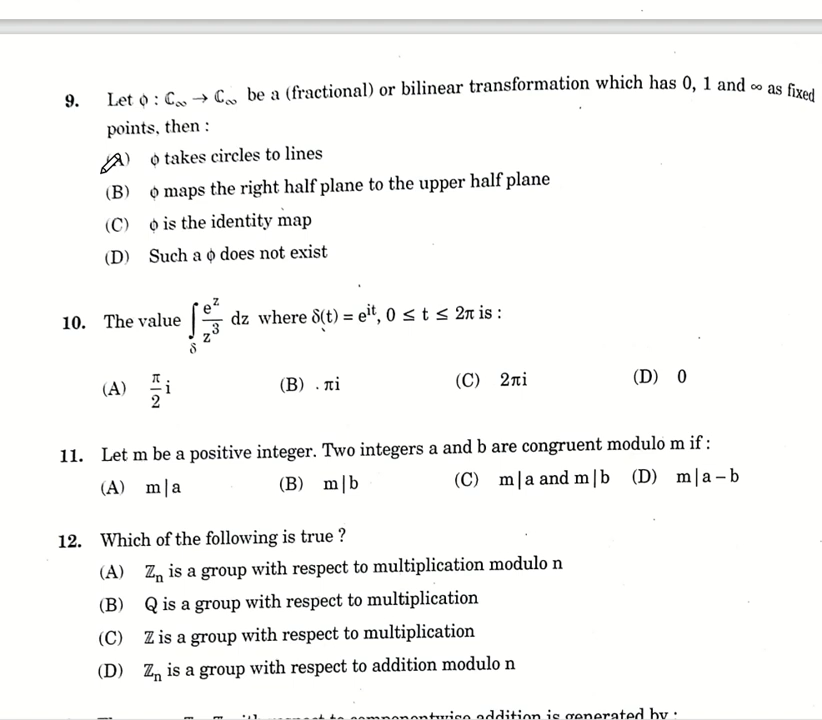 9. Let ϕ : ℂ∞ → ℂ∞ be a (fractional) or bilinear transformation which has 0, 1 and ∞ as fixed
points, then :
(A) ϕ takes circles to lines
(B) ϕ maps the right half plane to the upper half plane
(C) ϕ is the identity map
(D) Such a ϕ does not exist
10. The value ∫δ e^z/z^3 dz where δ(t) = e^it, 0 ≤ t ≤ 2π is :
(A) π/2 i (B) πi (C) 2πi (D) 0
11. Let m be a positive integer. Two integers a and b are congruent modulo m if :
(A) m|a (B) m|b (C) m|a and m|b (D) m|a – b
12. Which of the following is true ?
(A) ℤn is a group with respect to multiplication modulo n
(B) Q is a group with respect to multiplication
(C) ℤ is a group with respect to multiplication
(D) ℤn is a group with respect to addition modulo n
addition is generated by :